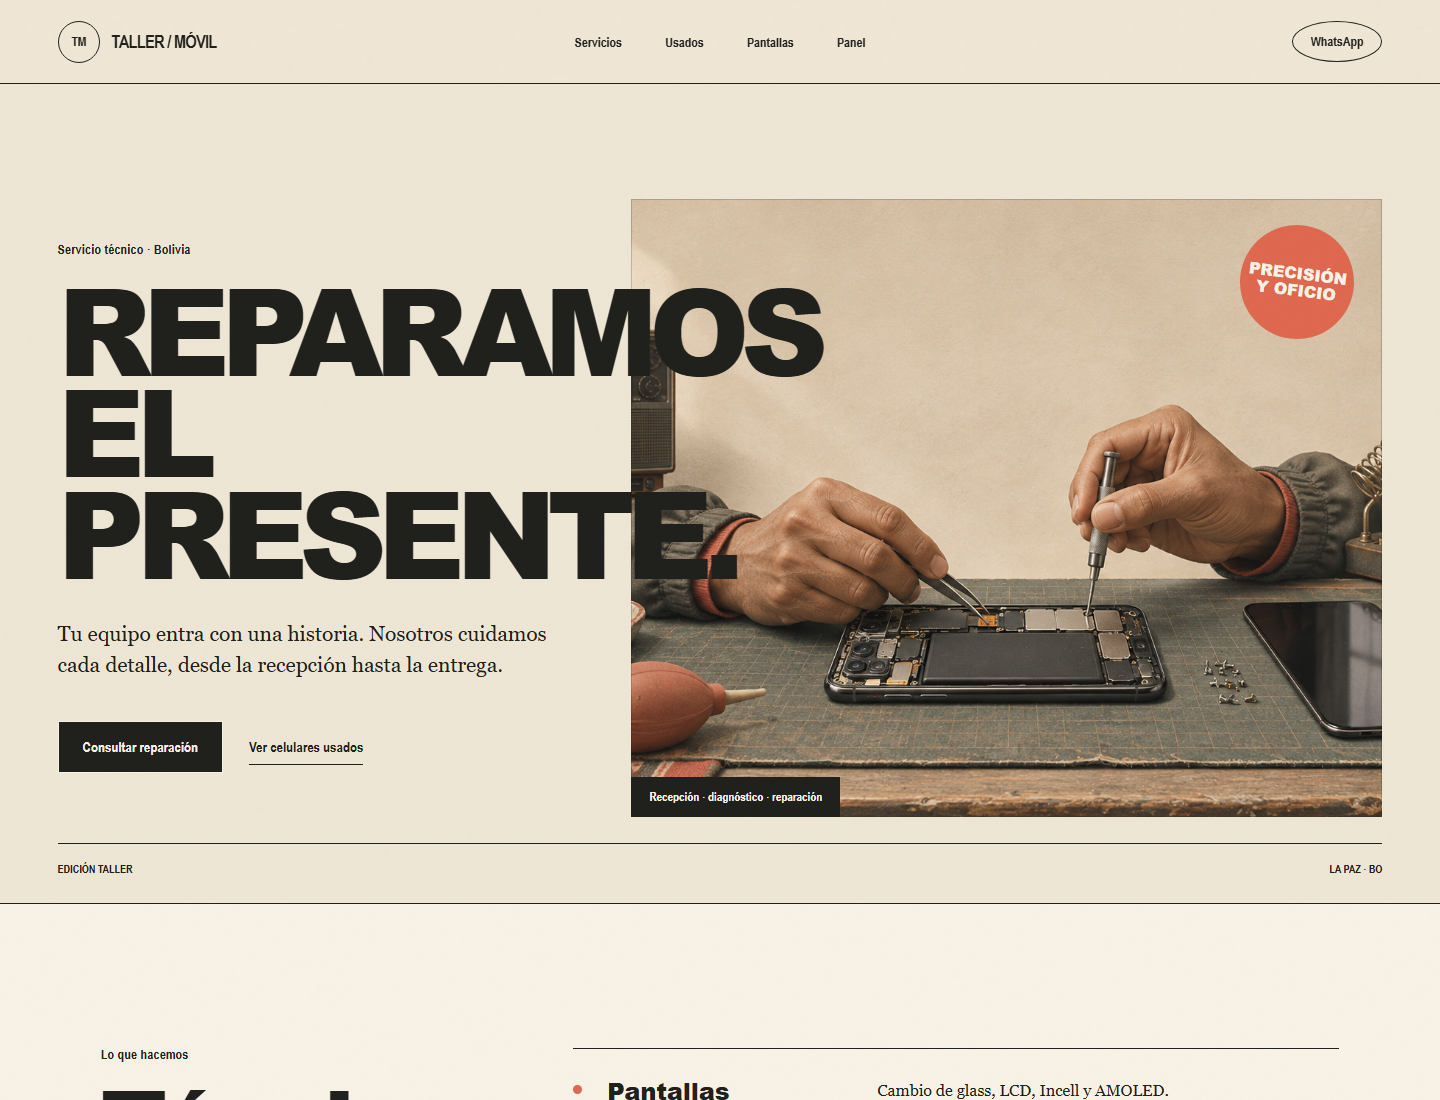 TM
TALLER / MÓVIL
Servicios
Usados
Pantallas
Panel
WhatsApp
Servicio técnico · Bolivia
REPARAMOS
EL
PRESENTE.
PRECISIÓN
Y OFICIO
Tu equipo entra con una historia. Nosotros cuidamos
cada detalle, desde la recepción hasta la entrega.
Consultar reparación
Ver celulares usados
Recepción · diagnóstico · reparación
EDICIÓN TALLER
LA PAZ · BO
Lo que hacemos
Pantallas
Cambio de glass, LCD, Incell y AMOLED.